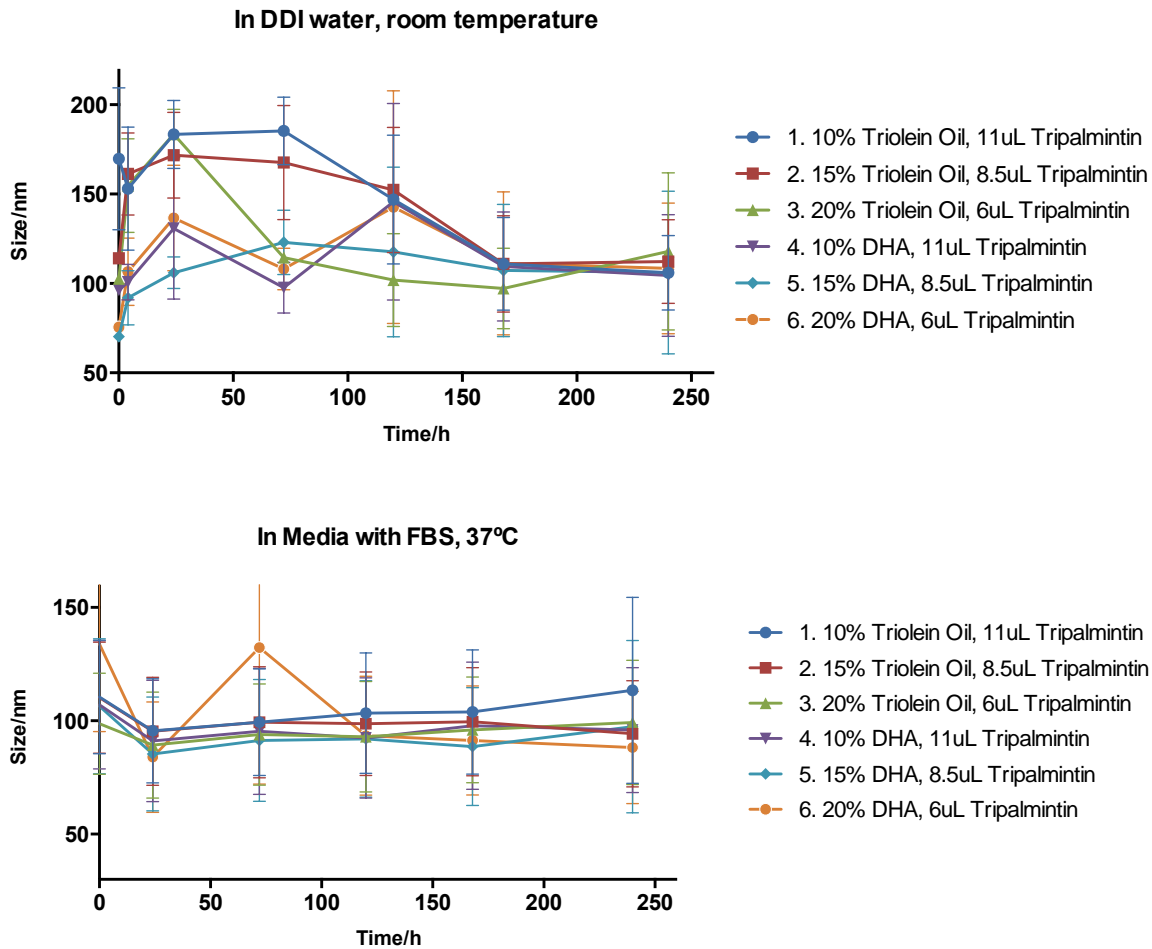 In DDI water, room temperature
200
150
100
50
Size/nm
0
50
100
150
200
250
Time/h
1. 10% Triolein Oil, 11uL Tripalmintin
2. 15% Triolein Oil, 8.5uL Tripalmintin
3. 20% Triolein Oil, 6uL Tripalmintin
4. 10% DHA, 11uL Tripalmintin
5. 15% DHA, 8.5uL Tripalmintin
6. 20% DHA, 6uL Tripalmintin
In Media with FBS, 37ºC
150
100
50
Size/nm
0
50
100
150
200
250
Time/h
1. 10% Triolein Oil, 11uL Tripalmintin
2. 15% Triolein Oil, 8.5uL Tripalmintin
3. 20% Triolein Oil, 6uL Tripalmintin
4. 10% DHA, 11uL Tripalmintin
5. 15% DHA, 8.5uL Tripalmintin
6. 20% DHA, 6uL Tripalmintin